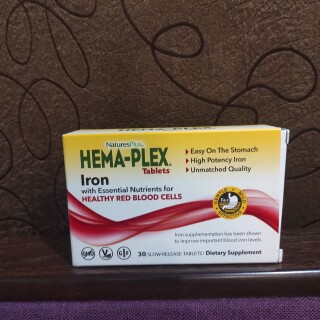 NaturesPlus
HEMA-PLEX
Tablets
Iron
with Essential Nutrients for
HEALTHY RED BLOOD CELLS
Easy On The Stomach
High Potency Iron
Unmatched Quality
Iron supplementation has been shown
to improve important blood iron levels.
30 SLOW-RELEASE TABLETS | Dietary Supplement